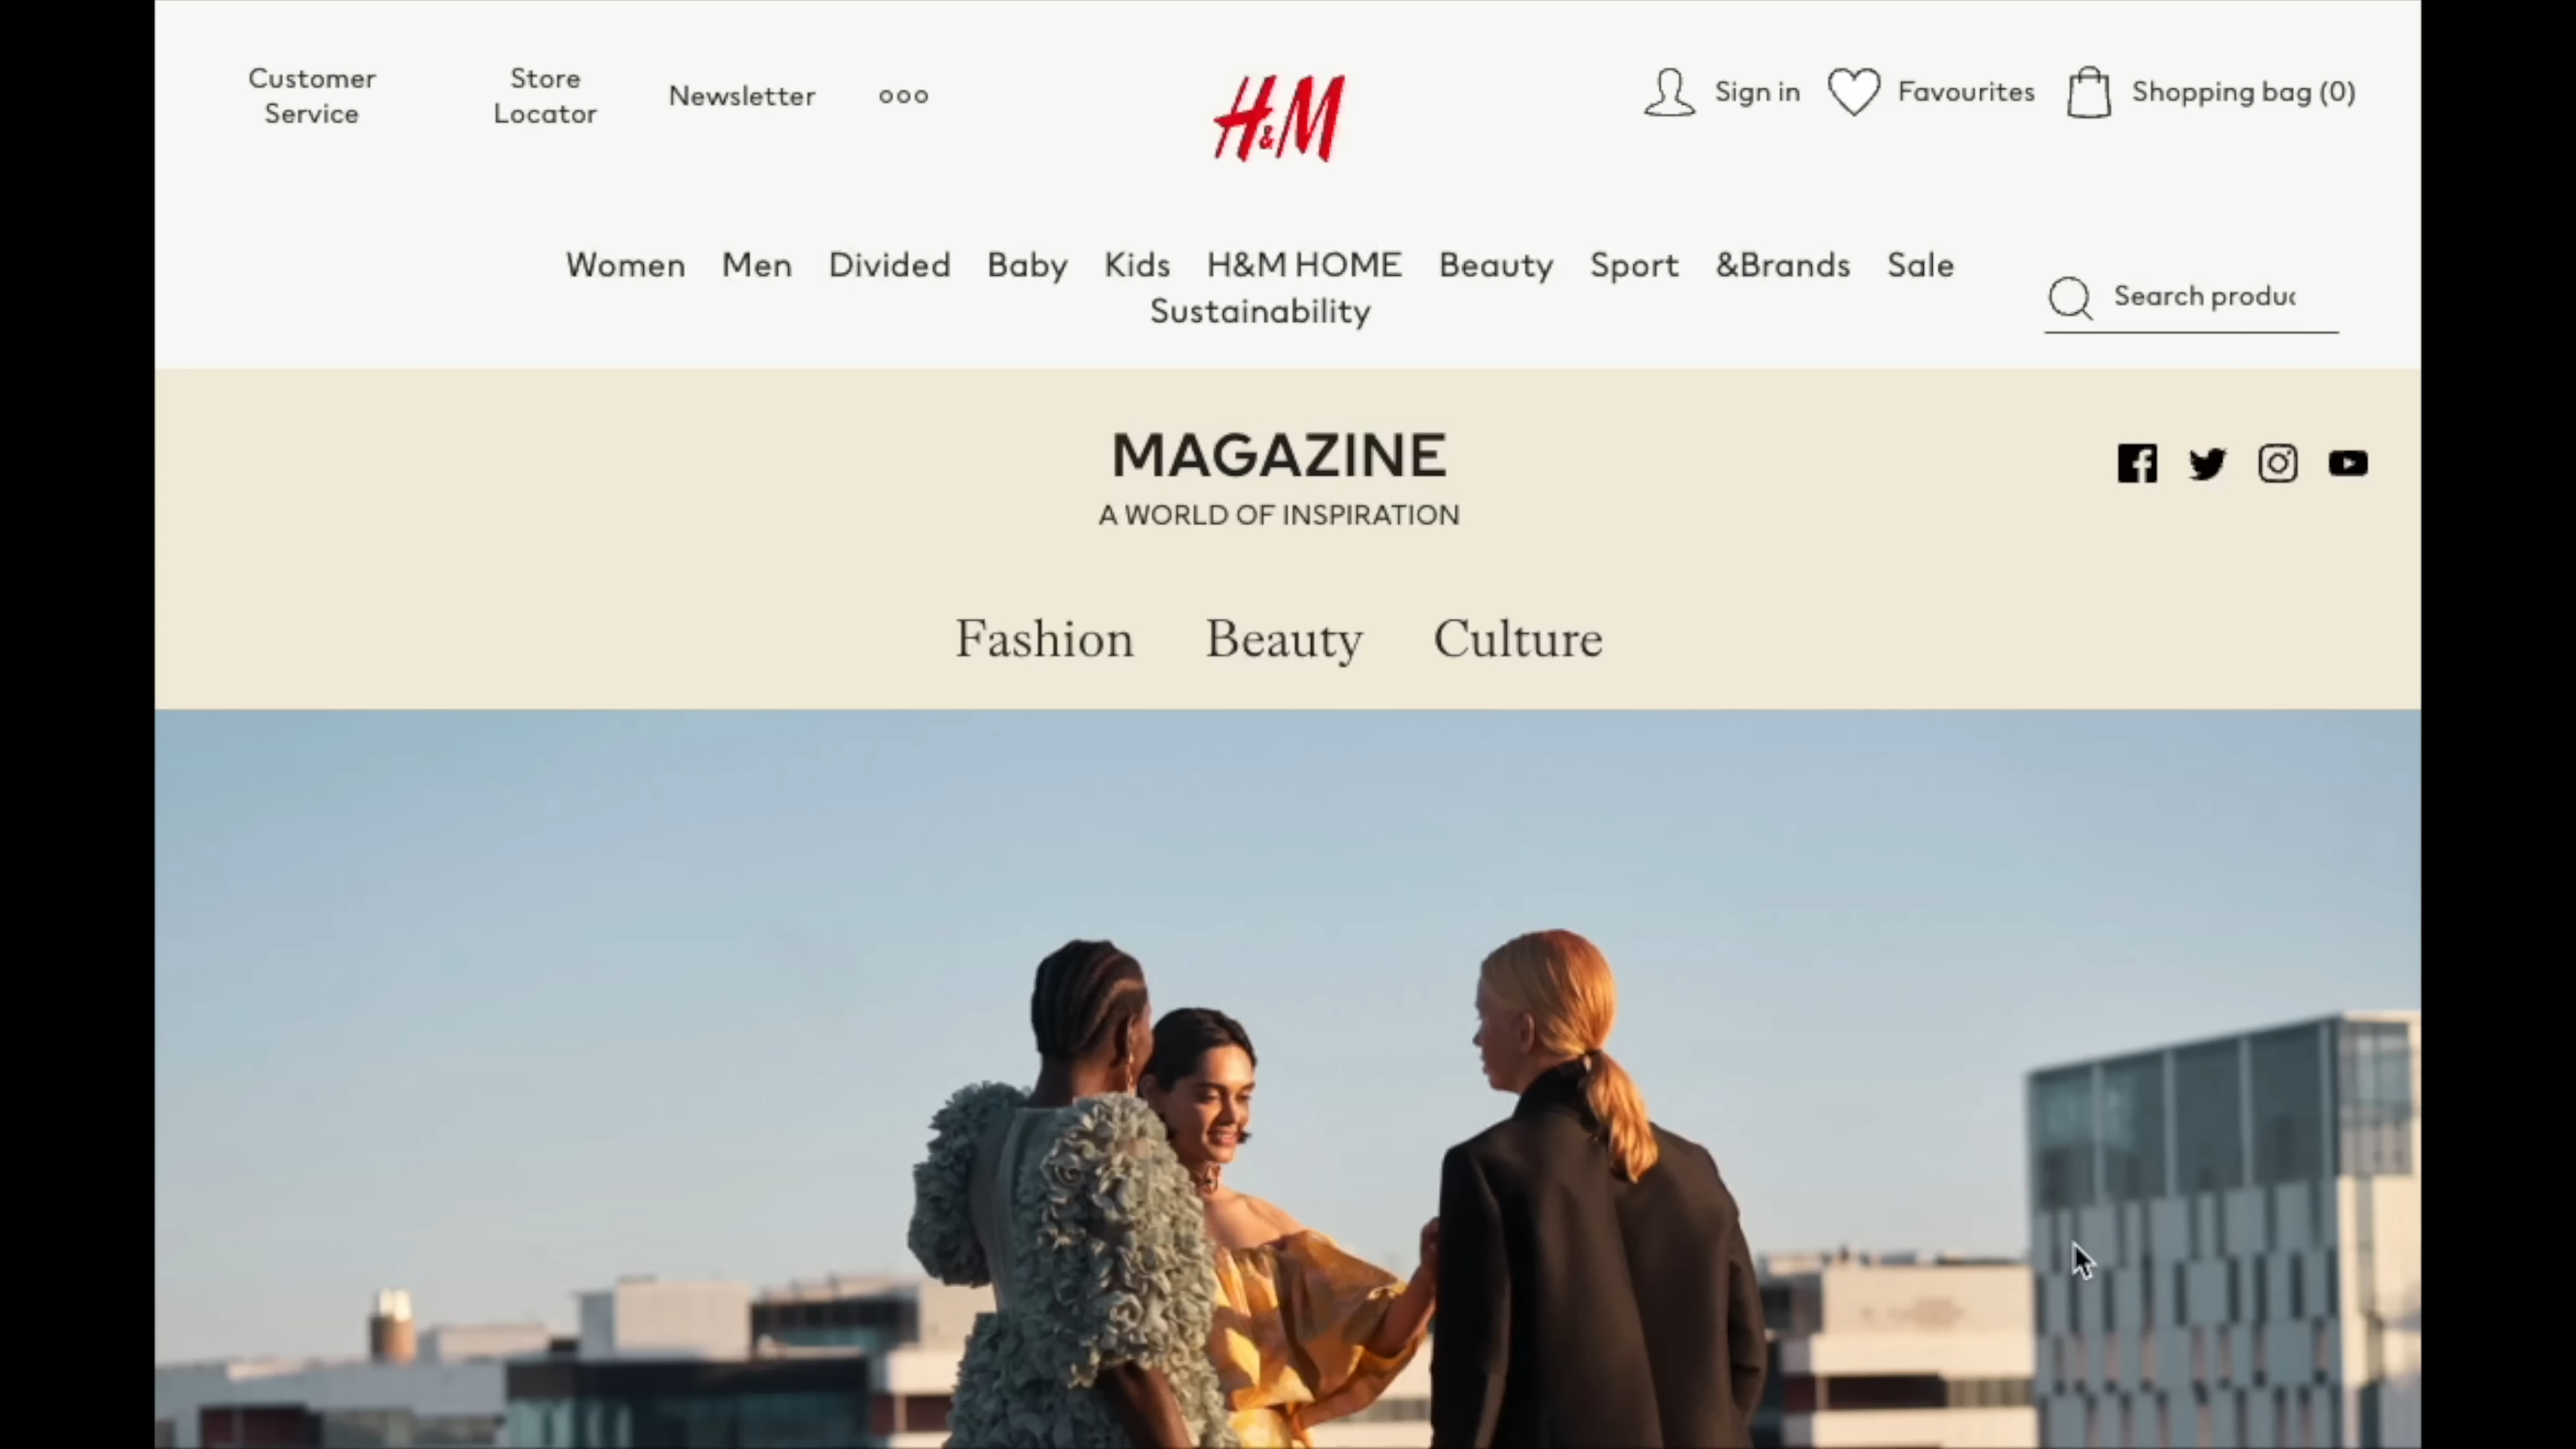 Customer
Service
Store
Locator
Newsletter
H&M
Sign in
Favourites
Shopping bag (0)
Women Men Divided Baby Kids H&M HOME Beauty Sport &Brands Sale
Sustainability
Search produc
MAGAZINE
A WORLD OF INSPIRATION
Fashion Beauty Culture